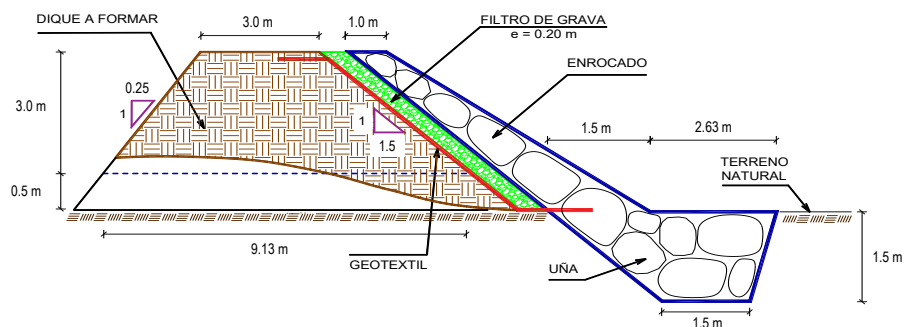 DIQUE A FORMAR
3.0 m
1.0 m
FILTRO DE GRAVA
e = 0.20 m
ENROCADO
3.0 m
0.25
1
1
1.5
1.5 m
2.63 m
TERRENO
NATURAL
0.5 m
9.13 m
GEOTEXTIL
UÑA
1.5 m
1.5 m